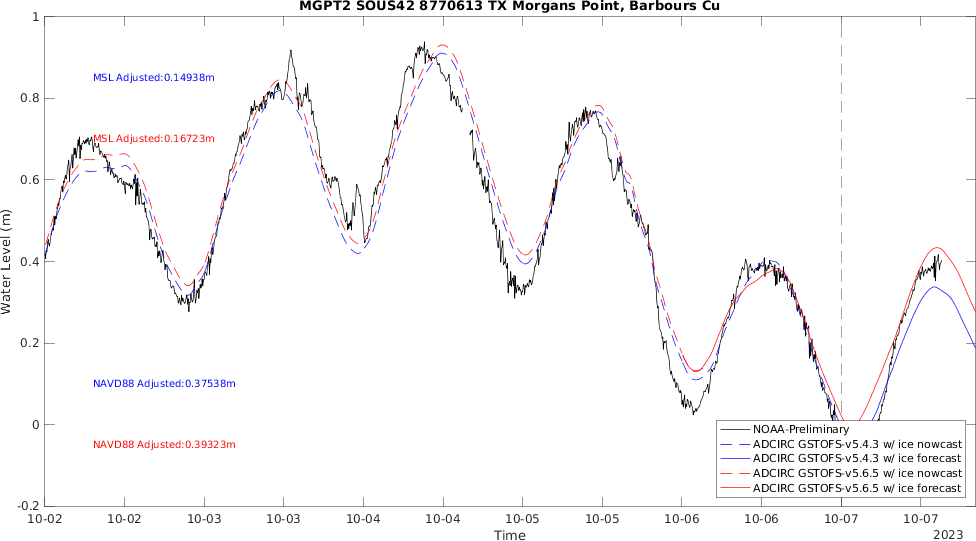 MGPT2 SOUS42 8770613 TX Morgans Point, Barbours Cu
1
0.8
0.6
0.4
0.2
0
-0.2
Water Level (m)
MSL Adjusted:0.14938m
MSL Adjusted:0.16723m
NAVD88 Adjusted:0.37538m
NAVD88 Adjusted:0.39323m
NOAA-Preliminary
ADCIRC GSTOFS-v5.4.3 w/ ice nowcast
ADCIRC GSTOFS-v5.4.3 w/ ice forecast
ADCIRC GSTOFS-v5.6.5 w/ ice nowcast
ADCIRC GSTOFS-v5.6.5 w/ ice forecast
10-02 10-02 10-03 10-03 10-04 10-04 10-05 10-05 10-06 10-06 10-07 10-07
Time
2023